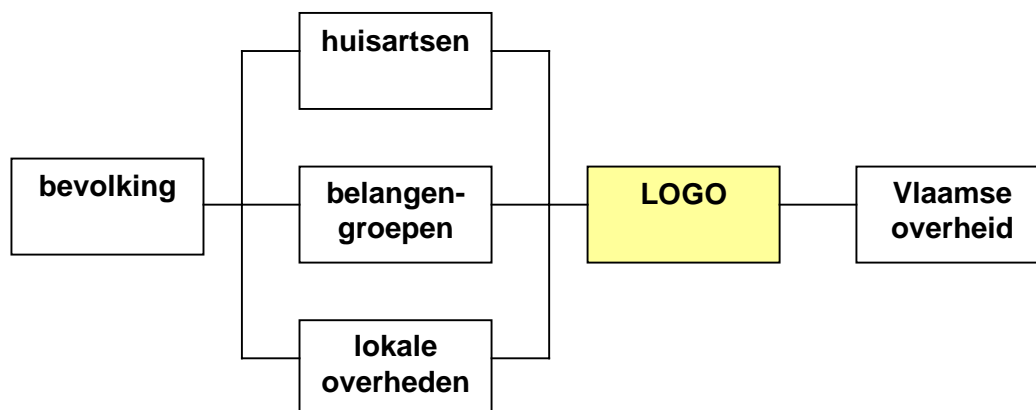 huisartsen
bevolking
belangen-
groepen
LOGO
Vlaamse
overheid
lokale
overheden